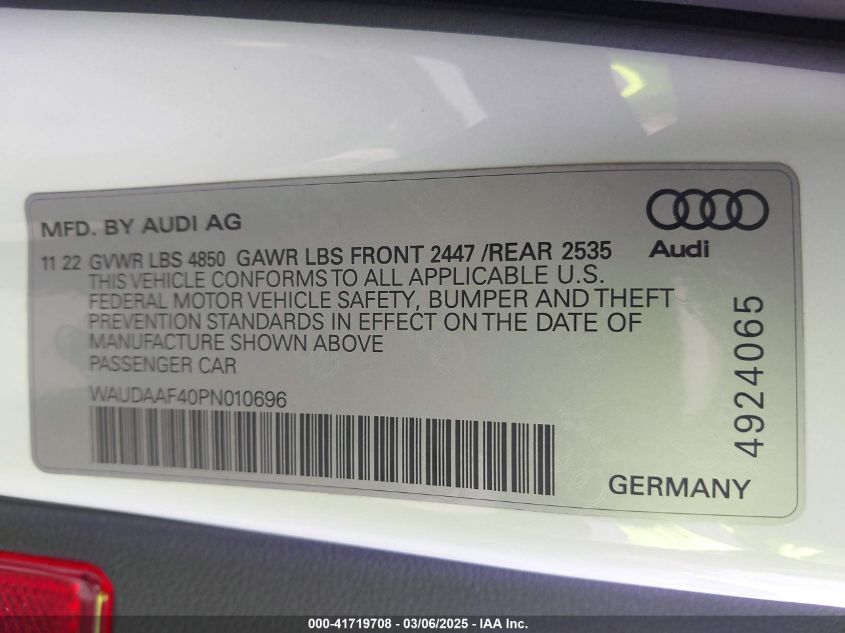 MFD. BY AUDI AG
Audi
11 22 GVWR LBS 4850 GAWR LBS FRONT 2447 /REAR 2535
THIS VEHICLE CONFORMS TO ALL APPLICABLE U.S.
FEDERAL MOTOR VEHICLE SAFETY, BUMPER AND THEFT
PREVENTION STANDARDS IN EFFECT ON THE DATE OF
MANUFACTURE SHOWN ABOVE
PASSENGER CAR
WAUDAAF40PN010696
4924065
GERMANY
000-41719708 - 03/06/2025 - IAA Inc.